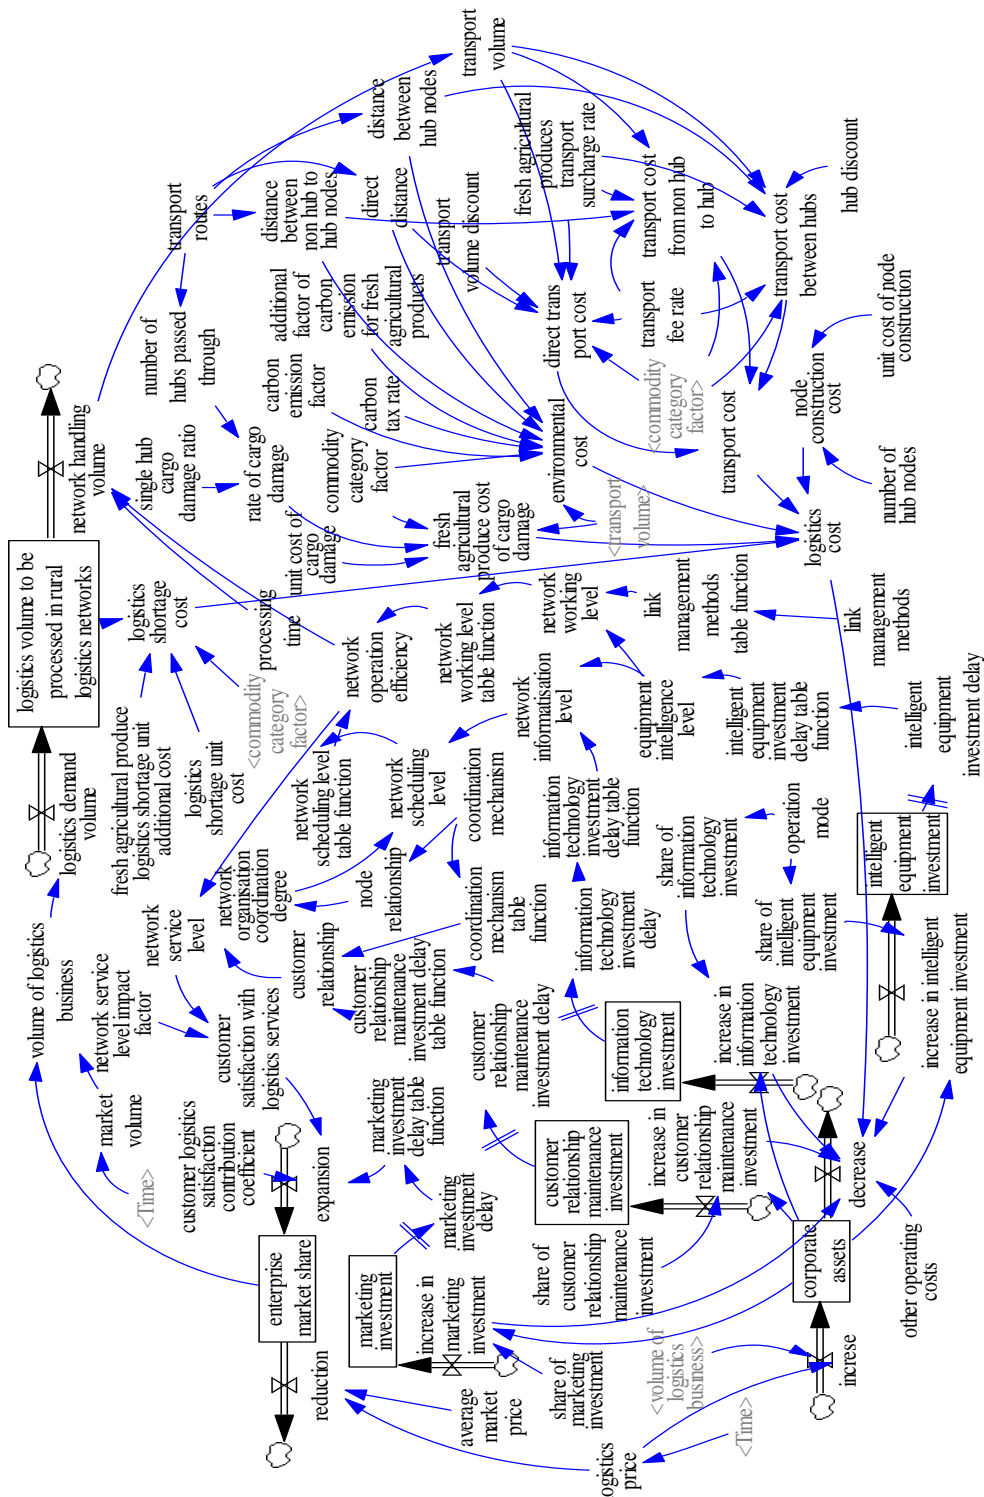 logistics volume to be
processed in rural
logistics networks
logistics demand
volume
network handling
volume
volume of logistics
business
market
volume
<Time>
enterprise
market share
reduction
expansion
customer logistics
satisfaction
contribution
coefficient
network service
level impact
factor
customer
satisfaction with
logistics services
network
service
level
fresh agricultural produce
logistics shortage unit
additional cost
logistics
shortage unit
cost
logistics
shortage
cost
<commodity
category
factor>
processing
time
single hub
cargo
damage ratio
number of
hubs passed
through
transport
routes
rate of cargo
damage
unit cost of
cargo
damage
commodity
category
factor
carbon
emission
factor
carbon
tax rate
additional
factor of
carbon
emission
for fresh
agricultural
products
distance
between
non hub to
hub nodes
direct
distance
distance
between
hub nodes
transport
volume
transport
volume discount
fresh agricultural
produces
transport
surcharge rate
fresh
agricultural
produce cost
of cargo
damage
environmental
cost
direct trans
port cost
<transport
volume>
transport
fee rate
transport cost
from non hub
to hub
<commodity
category
factor>
transport cost
transport cost
between hubs
hub discount
node
construction
cost
unit cost of node
construction
number of
hub nodes
logistics
cost
network
operation
efficiency
network
working level
table function
network
working
level
link
management
methods
table function
link
management
methods
network
scheduling level
table function
network
scheduling
level
network
informatisation
level
equipment
intelligence
level
intelligent
equipment
investment
delay table
function
intelligent
equipment
investment delay
network
organisation
coordination
degree
node
relationship
coordination
mechanism
coordination
mechanism
table
function
information
technology
investment
delay table
function
information
technology
investment
delay
share of
information
technology
investment
operation
mode
share of
intelligent
equipment
investment
intelligent
equipment
investment
customer
relationship
customer
relationship
maintenance
investment delay
table function
customer
relationship
maintenance
investment delay
information
technology
investment
increase in
information
technology
investment
increase in intelligent
equipment investment
marketing
investment
delay table
function
marketing
investment
delay
marketing
investment
increase in
marketing
investment
share of
marketing
investment
average
market
price
customer
relationship
maintenance
investment
increase in
customer
relationship
maintenance
investment
share of
customer
relationship
maintenance
investment
decrease
corporate
assets
other operating
costs
increse
<volume of
logistics
business>
<Time>
ogistics
price